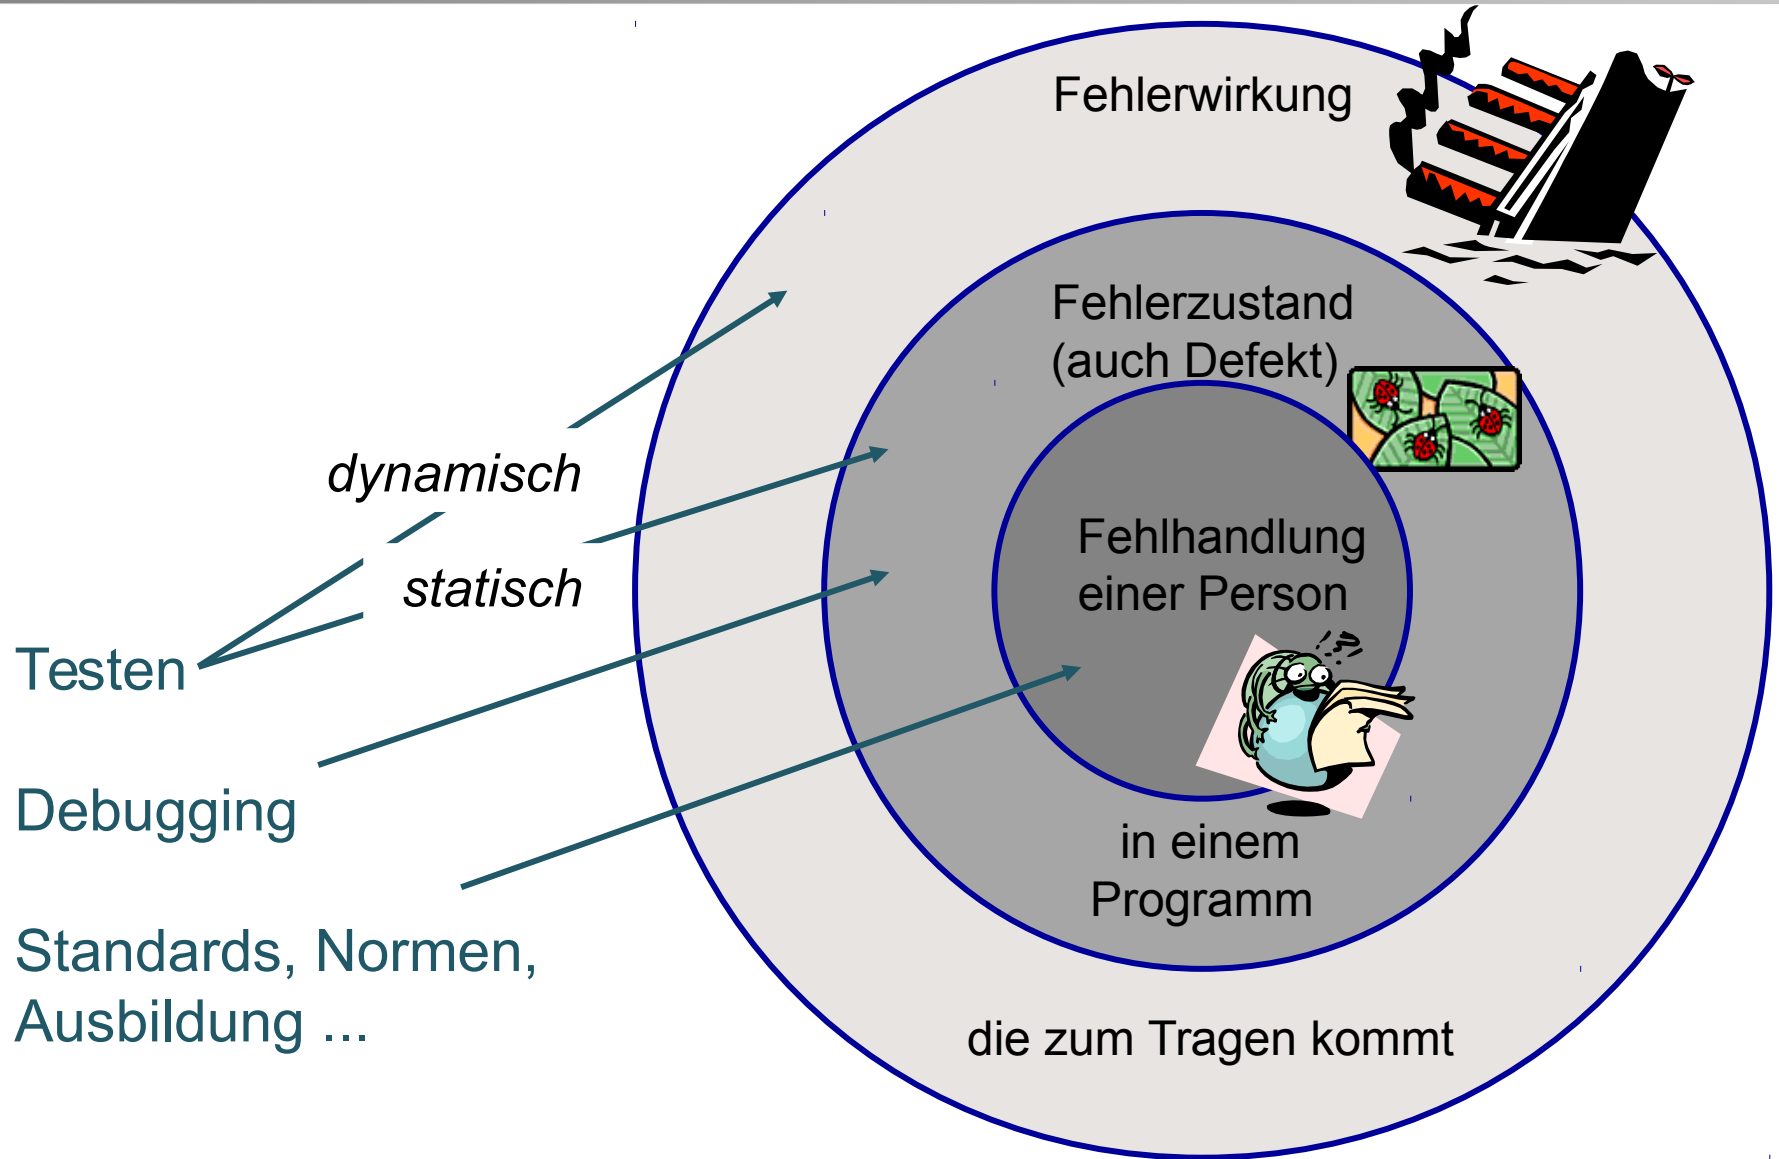 Fehlerwirkung
Fehlerzustand
(auch Defekt)
dynamisch
Fehlhandlung
einer Person
statisch
Testen
Debugging
in einem
Programm
Standards, Normen,
Ausbildung ...
die zum Tragen kommt